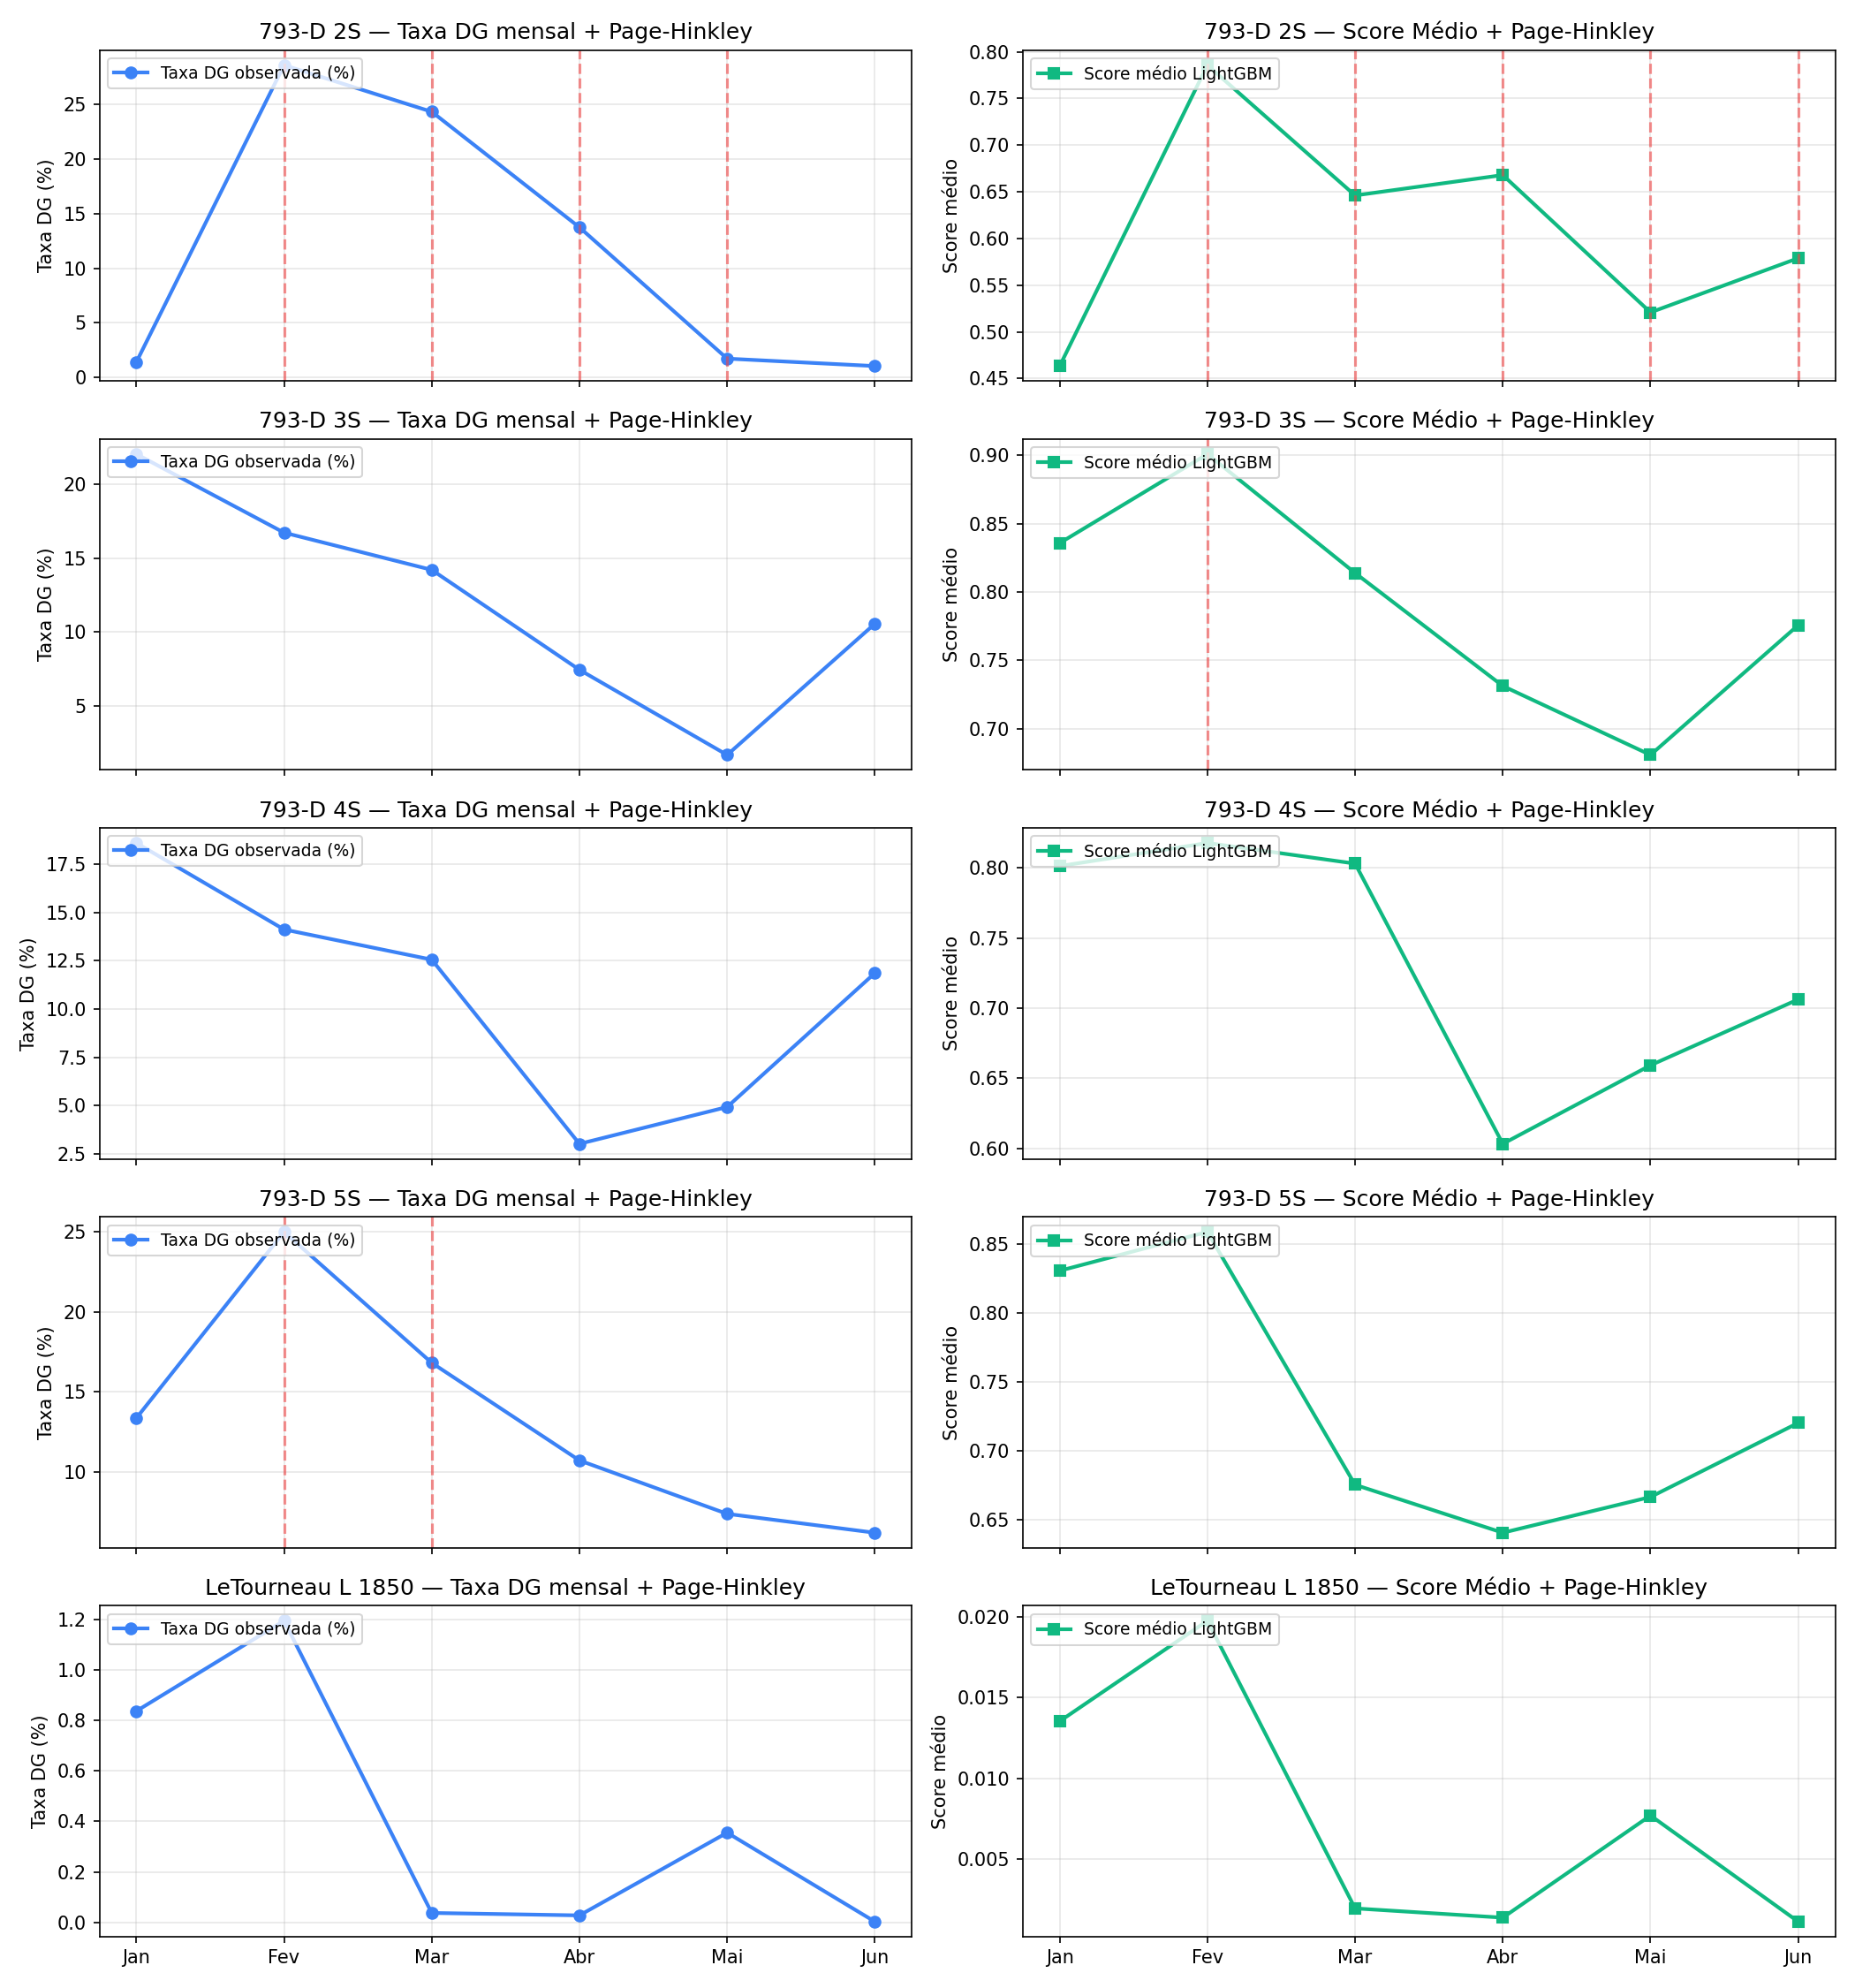 793-D 2S — Taxa DG mensal + Page-Hinkley
Taxa DG observada (%)
Taxa DG (%)
25
20
15
10
5
0
793-D 2S — Score Médio + Page-Hinkley
Score médio LightGBM
Score médio
0.80
0.75
0.70
0.65
0.60
0.55
0.50
0.45
793-D 3S — Taxa DG mensal + Page-Hinkley
Taxa DG observada (%)
Taxa DG (%)
20
15
10
5
793-D 3S — Score Médio + Page-Hinkley
Score médio LightGBM
Score médio
0.90
0.85
0.80
0.75
0.70
793-D 4S — Taxa DG mensal + Page-Hinkley
Taxa DG observada (%)
Taxa DG (%)
17.5
15.0
12.5
10.0
7.5
5.0
2.5
793-D 4S — Score Médio + Page-Hinkley
Score médio LightGBM
Score médio
0.80
0.75
0.70
0.65
0.60
793-D 5S — Taxa DG mensal + Page-Hinkley
Taxa DG observada (%)
Taxa DG (%)
25
20
15
10
793-D 5S — Score Médio + Page-Hinkley
Score médio LightGBM
Score médio
0.85
0.80
0.75
0.70
0.65
LeTourneau L 1850 — Taxa DG mensal + Page-Hinkley
Taxa DG observada (%)
Taxa DG (%)
1.2
1.0
0.8
0.6
0.4
0.2
0.0
Jan Fev Mar Abr Mai Jun
LeTourneau L 1850 — Score Médio + Page-Hinkley
Score médio LightGBM
Score médio
0.020
0.015
0.010
0.005
Jan Fev Mar Abr Mai Jun